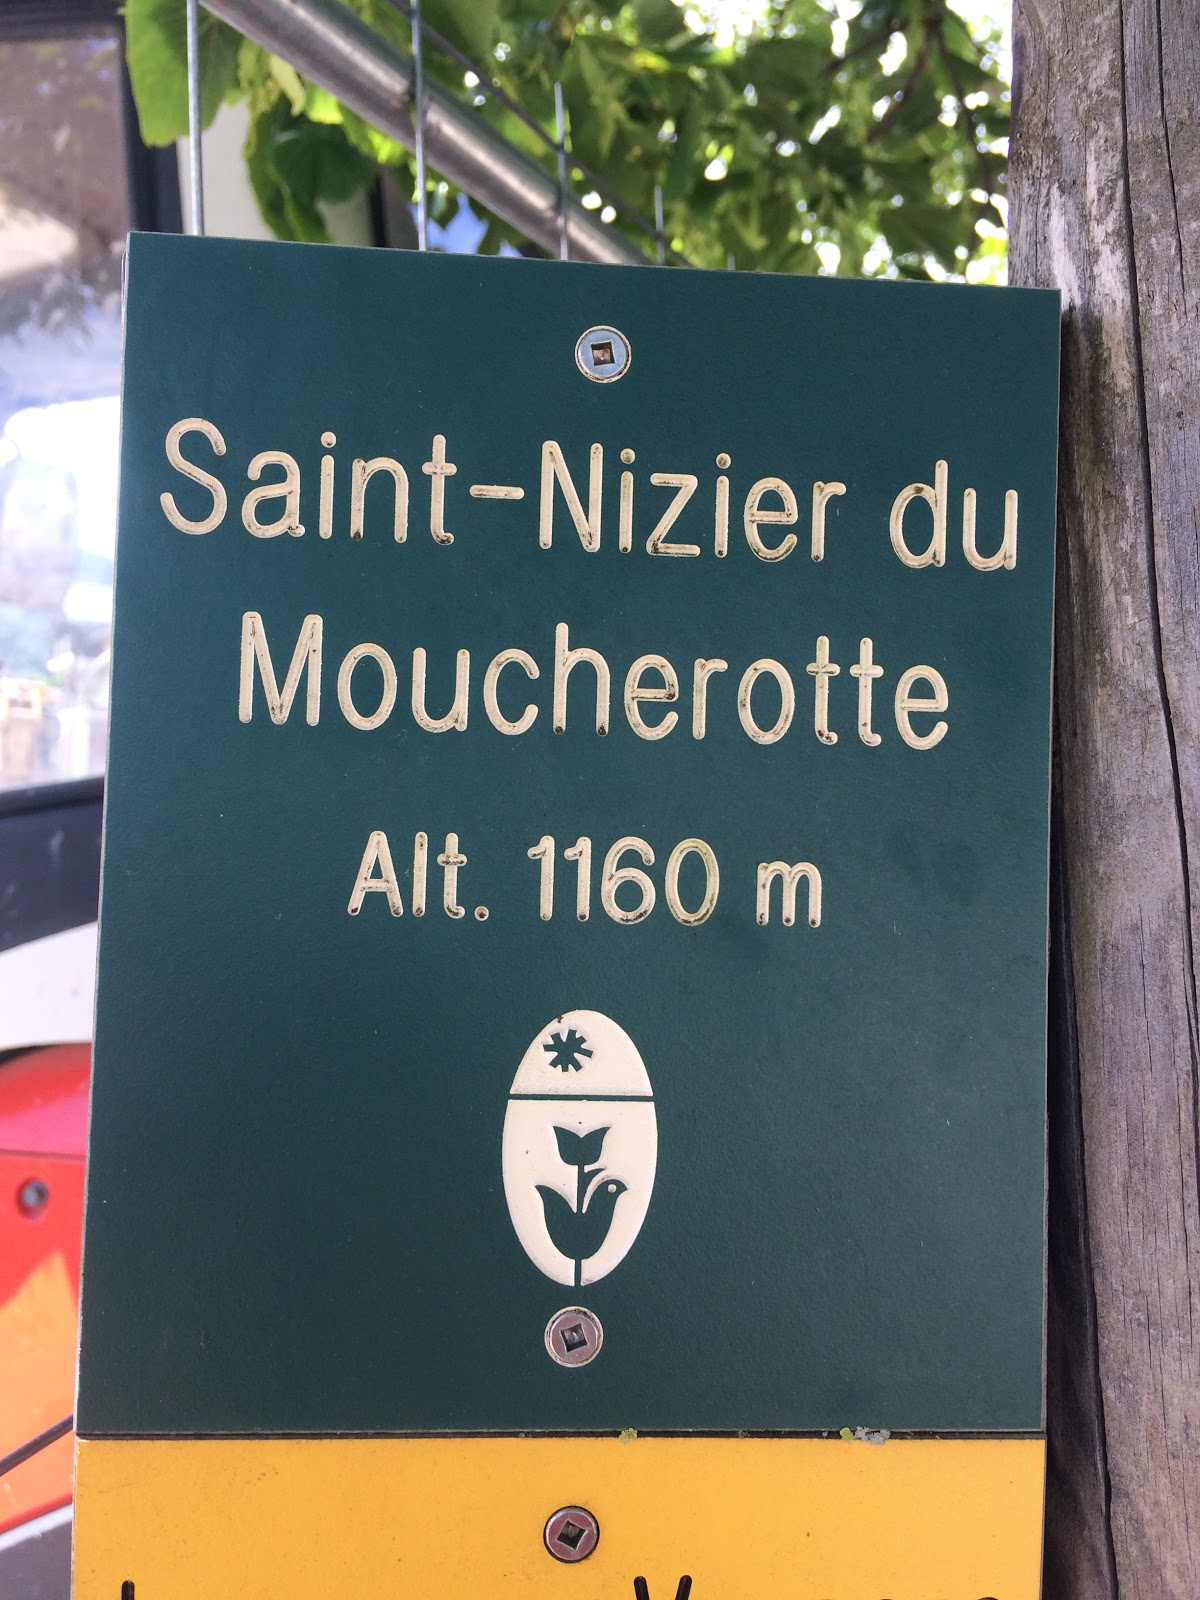 Saint-Nizier du
Moucherotte
Alt. 1160 m